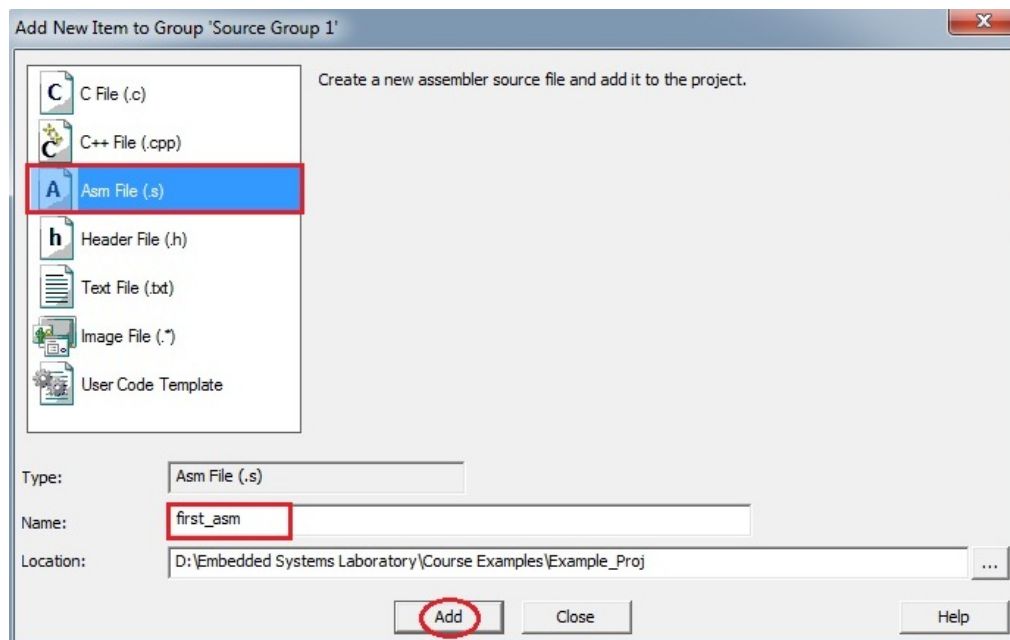 Add New Item to Group 'Source Group 1'
x
Create a new assembler source file and add it to the project.
C C File (.c)
C C++ File (.cpp)
A Asm File (.s)
h Header File (.h)
Text File (.txt)
Image File (.*)
User Code Template
Type: Asm File (.s)
Name: first_asm
Location: D:\Embedded Systems Laboratory\Course Examples\Example_Proj ...
Add Close Help